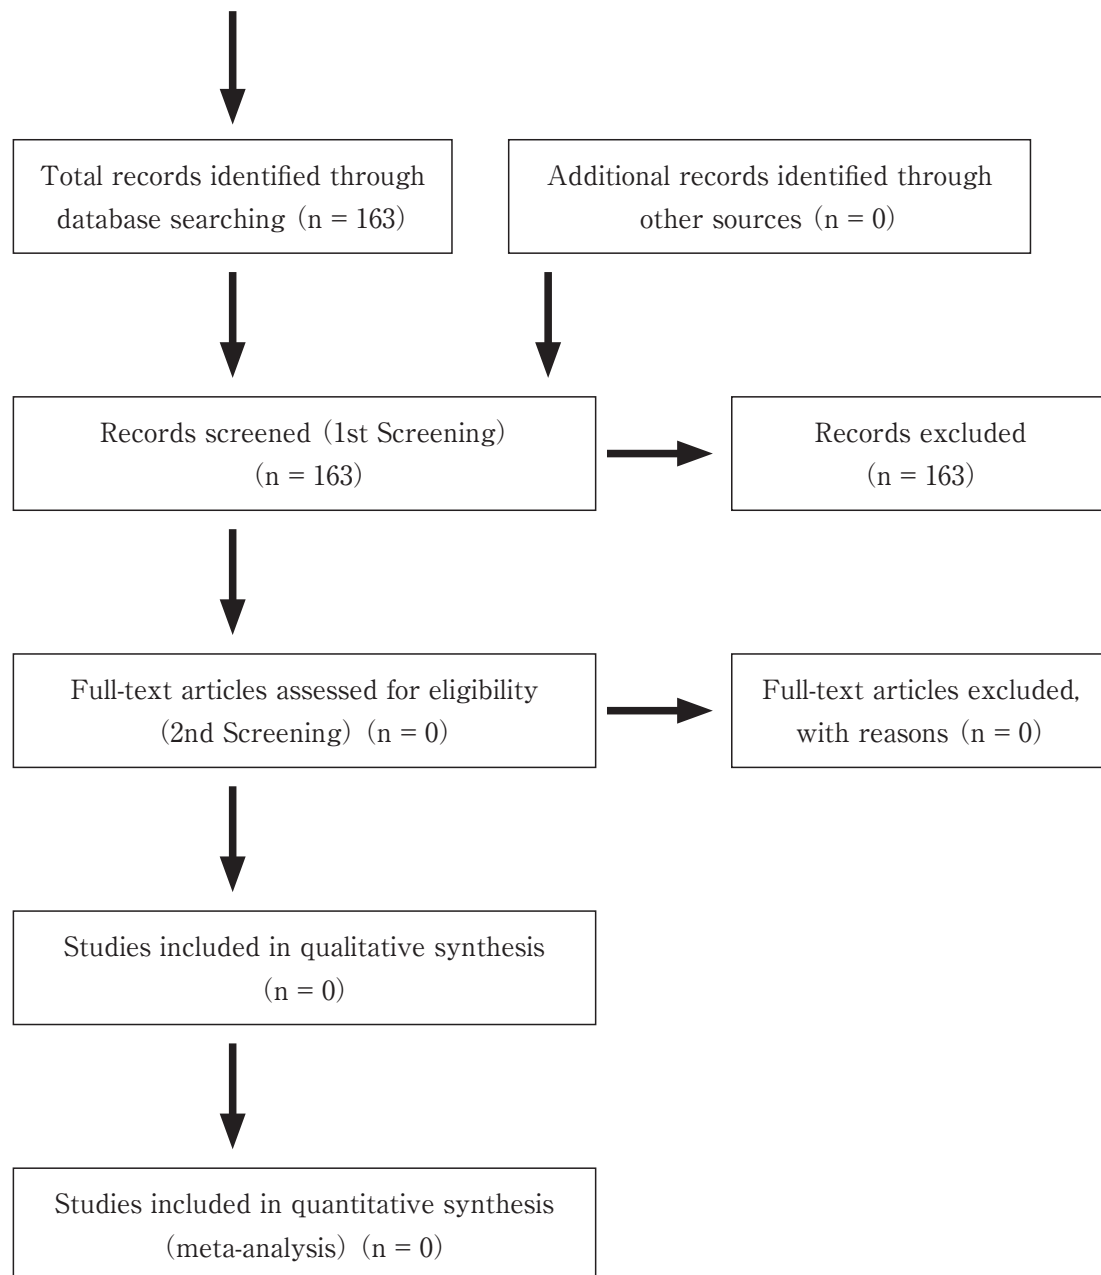 Total records identified through
database searching (n = 163)
Additional records identified through
other sources (n = 0)
Records screened (1st Screening)
(n = 163)
Records excluded
(n = 163)
Full-text articles assessed for eligibility
(2nd Screening) (n = 0)
Full-text articles excluded,
with reasons (n = 0)
Studies included in qualitative synthesis
(n = 0)
Studies included in quantitative synthesis
(meta-analysis) (n = 0)